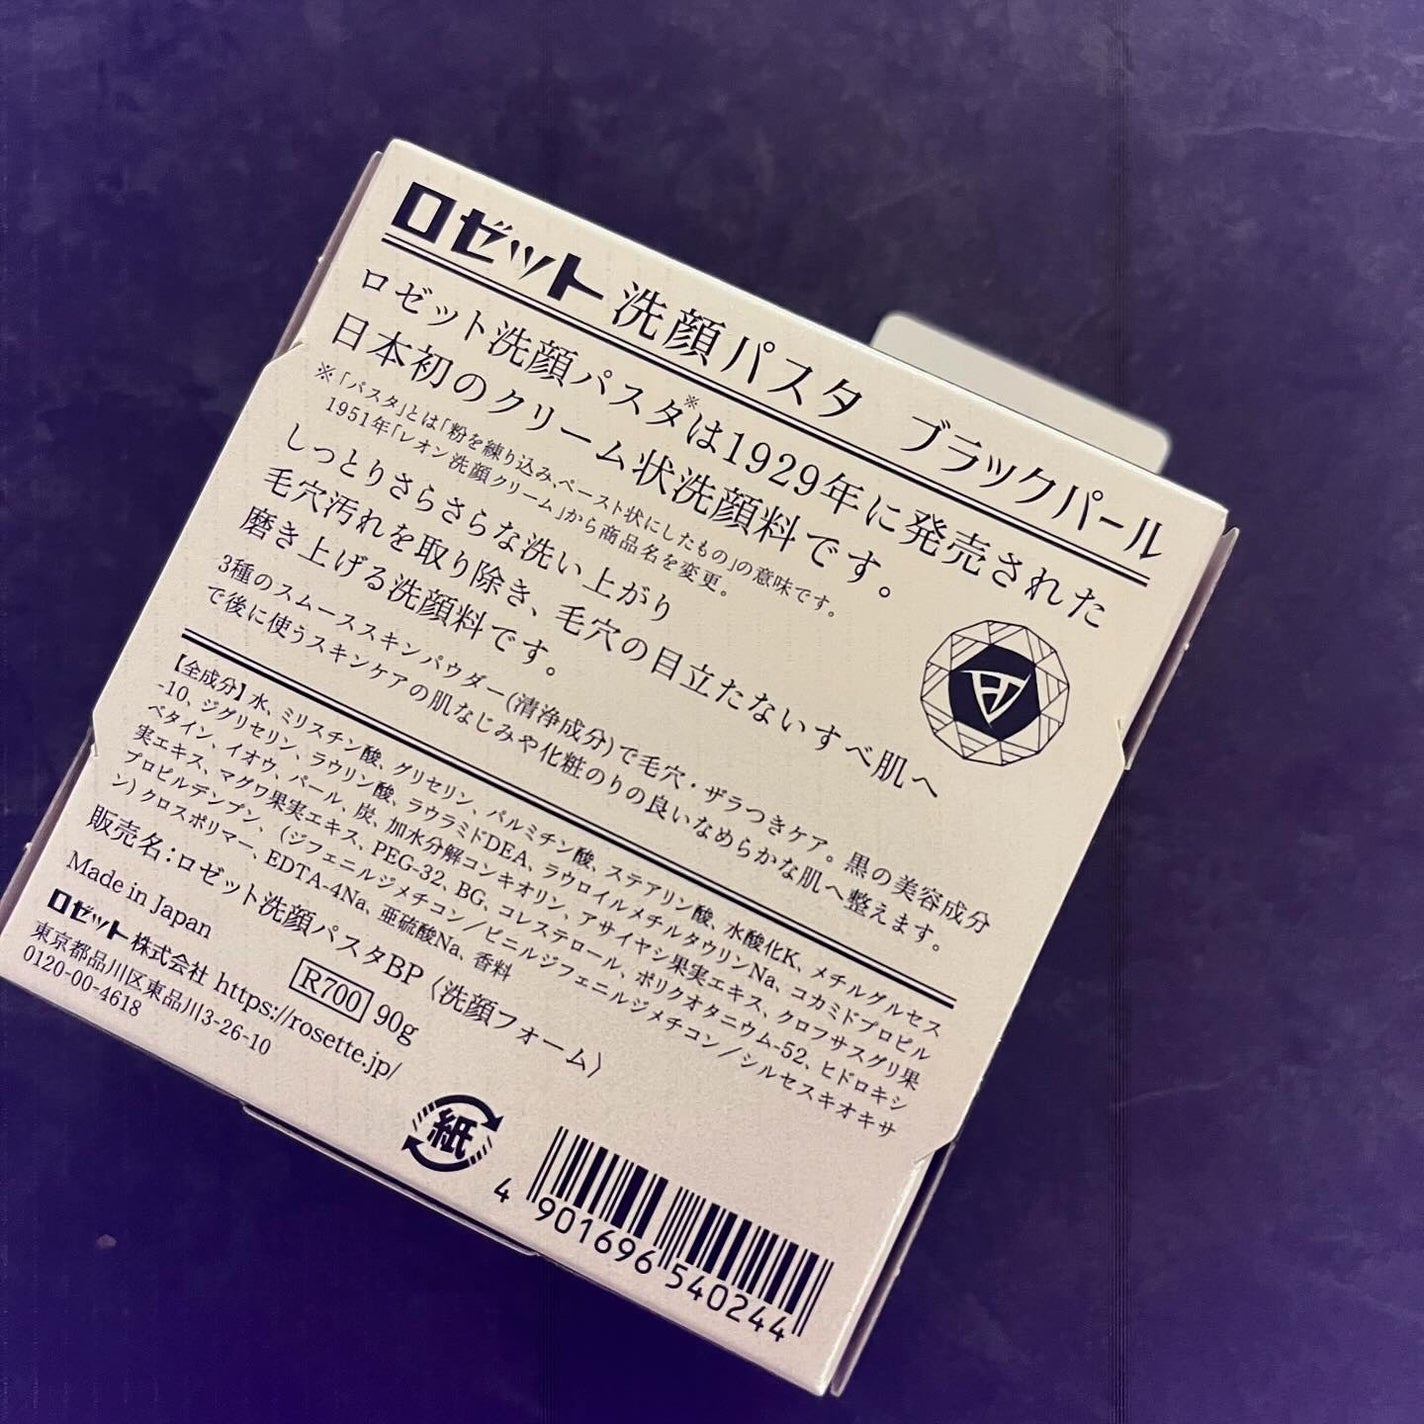 ロゼット 洗顔パスタ ブラックパール
ロゼット洗顔パスタ※は1929年に発売された
日本初のクリーム状洗顔料です。
※「パスタ」とは「粉を練り込み、ペースト状にしたもの」の意味です。
1951年「レオン洗顔クリーム」から商品名を変更。
しっとりさらさらな洗い上がり
毛穴汚れを取り除き、毛穴の目立たないすべ肌へ
磨き上げる洗顔料です。
3種のスムーススキンパウダー(清浄成分)で毛穴・ザラつきケア。黒の美容成分
で後に使うスキンケアの肌なじみや化粧のりの良いなめらかな肌へ整えます。
【全成分】水、ミリスチン酸、グリセリン、パルミチン酸、ステアリン酸、水酸化K、メチルグルセス
-10、ジグリセリン、ラウリン酸、ラウラミドDEA、ラウロイルメチルタウリンNa、コカミドプロピル
ベタイン、イオウ、パール、炭、加水分解コンキオリン、アサイヤシ果実エキス、クロフサスグリ果
実エキス、マグワ果実エキス、PEG-32、BG、コレステロール、ポリクオタニウム-52、ヒドロキシ
プロピルデンプン、(ジフェニルジメチコン／ビニルジフェニルジメチコン／シルセスキオキサ
ン)クロスポリマー、EDTA-4Na、亜硫酸Na、香料
販売名：ロゼット洗顔パスタBP〈洗顔フォーム〉
Made in Japan R700 90g
ロゼット株式会社 https://rosette.jp/
東京都品川区東品川3-26-10
0120-00-4618
紙
4 901696 540244